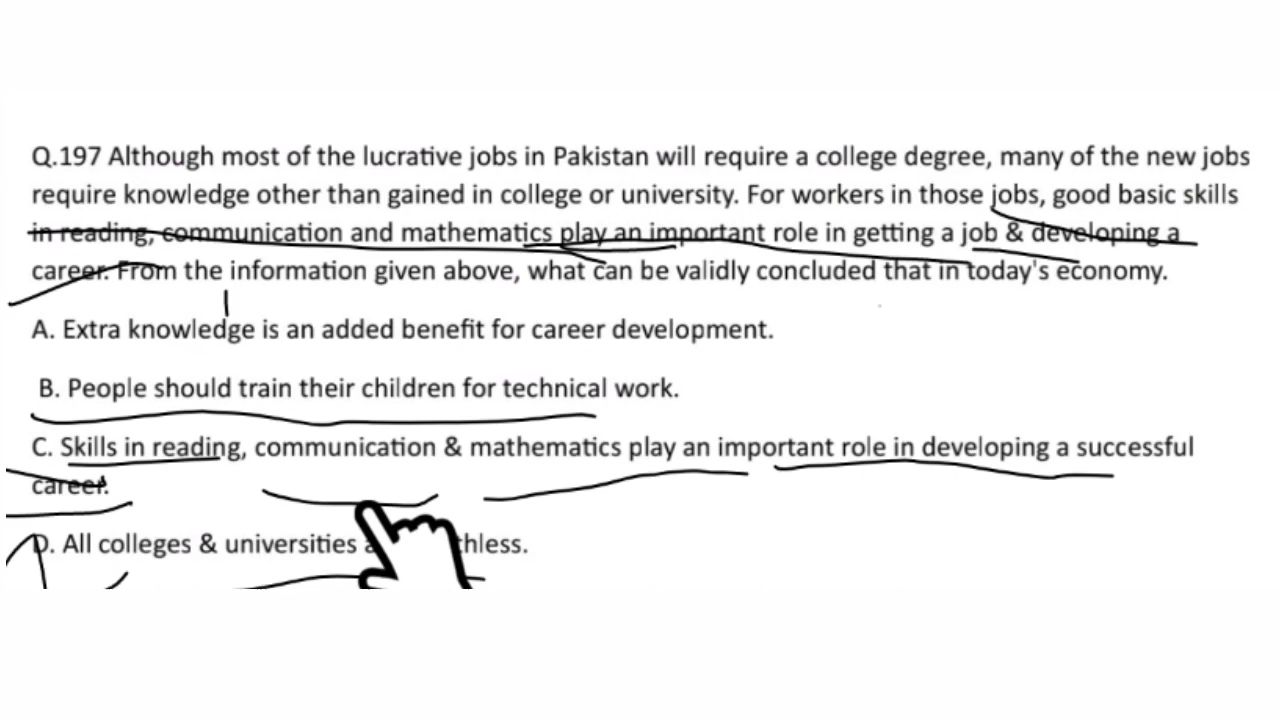 Q.197 Although most of the lucrative jobs in Pakistan will require a college degree, many of the new jobs
require knowledge other than gained in college or university. For workers in those jobs, good basic skills
in reading, communication and mathematics play an important role in getting a job & developing a
career. From the information given above, what can be validly concluded that in today's economy.
A. Extra knowledge is an added benefit for career development.
B. People should train their children for technical work.
C. Skills in reading, communication & mathematics play an important role in developing a successful
career.
D. All colleges & universities